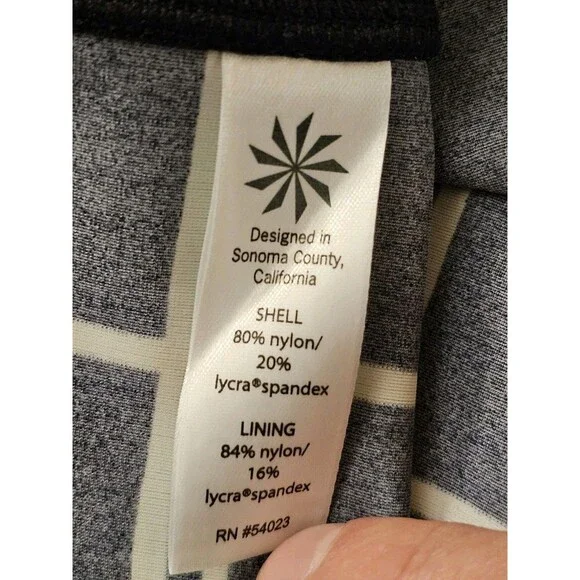 Designed in
Sonoma County,
California
SHELL
80% nylon/
20%
lycra®spandex
LINING
84% nylon/
16%
lycra®spandex
RN #54023